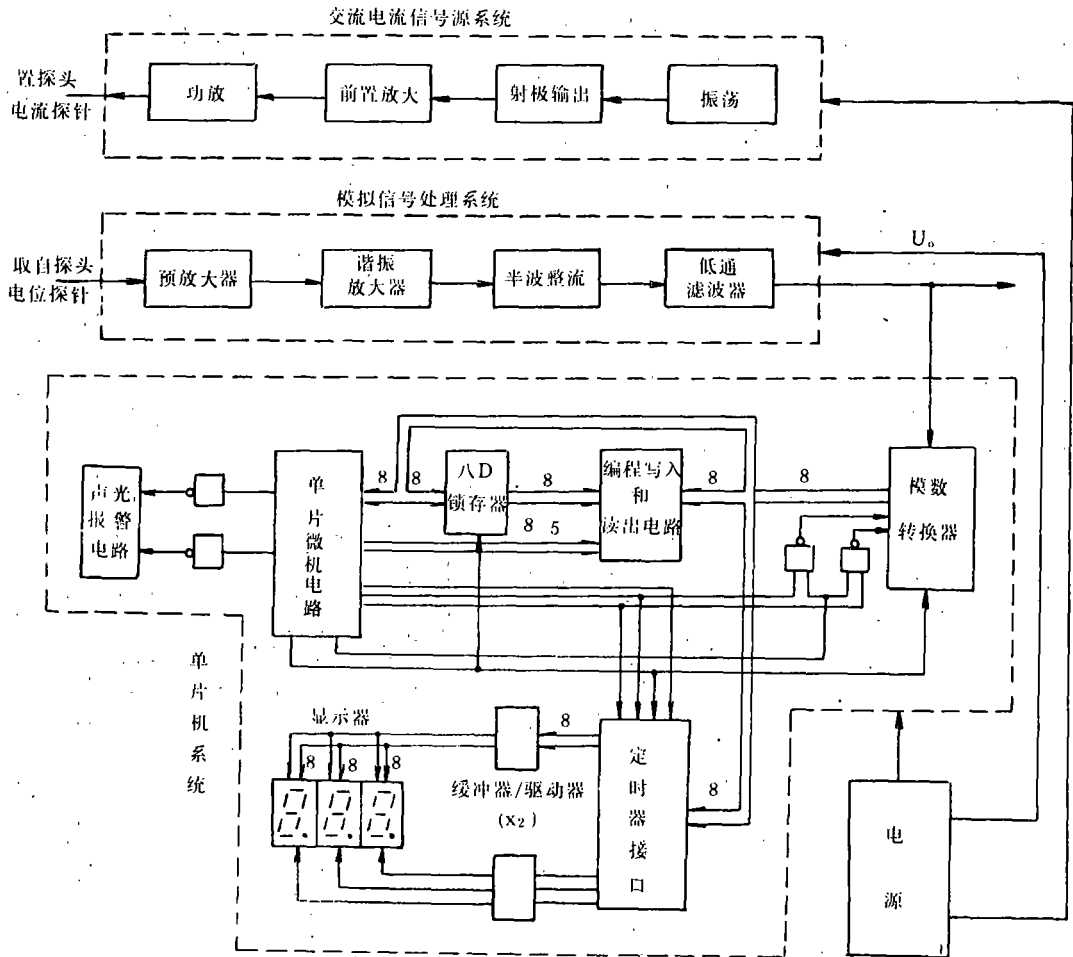 交流电流信号源系统
置探头
电流探针
功放
前置放大
射极输出
振荡
模拟信号处理系统
取自探头
电位探针
预放大器
谐振
放大器
半波整流
低通
滤波器
U₀
声光
报警
电路
单片微机电路
8
8
八D
锁存器
8
8 5
编程写入
和
读出电路
8
8
模数
转换器
单片机系统
显示器
8
8
8
8
缓冲器/驱动器
(x₂)
定时器接口
8
电源